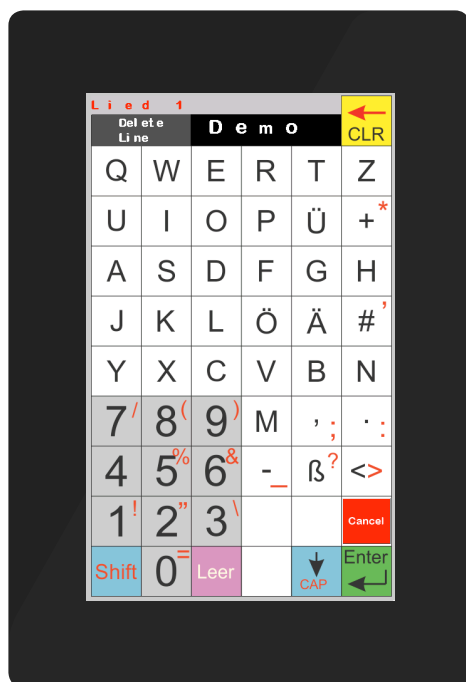 Lied 1
Delete Line Demo CLR
Q W E R T Z
U I O P Ü + *
A S D F G H
J K L Ö Ä # '
Y X C V B N
7 / 8 ( 9 ) M , ; . :
4 5 % 6 & - _ ß ? < >
1 ! 2 " 3 \ Cancel
Shift 0 = Leer CAP Enter